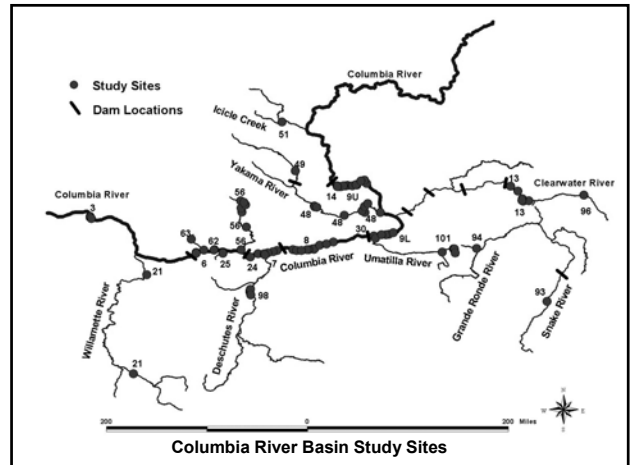 Columbia River
Study Sites
Dam Locations
Icicle Creek
51
49
Yakama River
14
9U
13
Clearwater River
13
96
56
48
48
48
Columbia River
3
56
63
62
56
30
9L
101
94
8
6
25
24
7
Columbia River
Umatilla River
21
98
Grande Ronde River
93
Snake River
Willamette River
Deschutes River
21
N
W
E
S
200
0
200
Miles
Columbia River Basin Study Sites